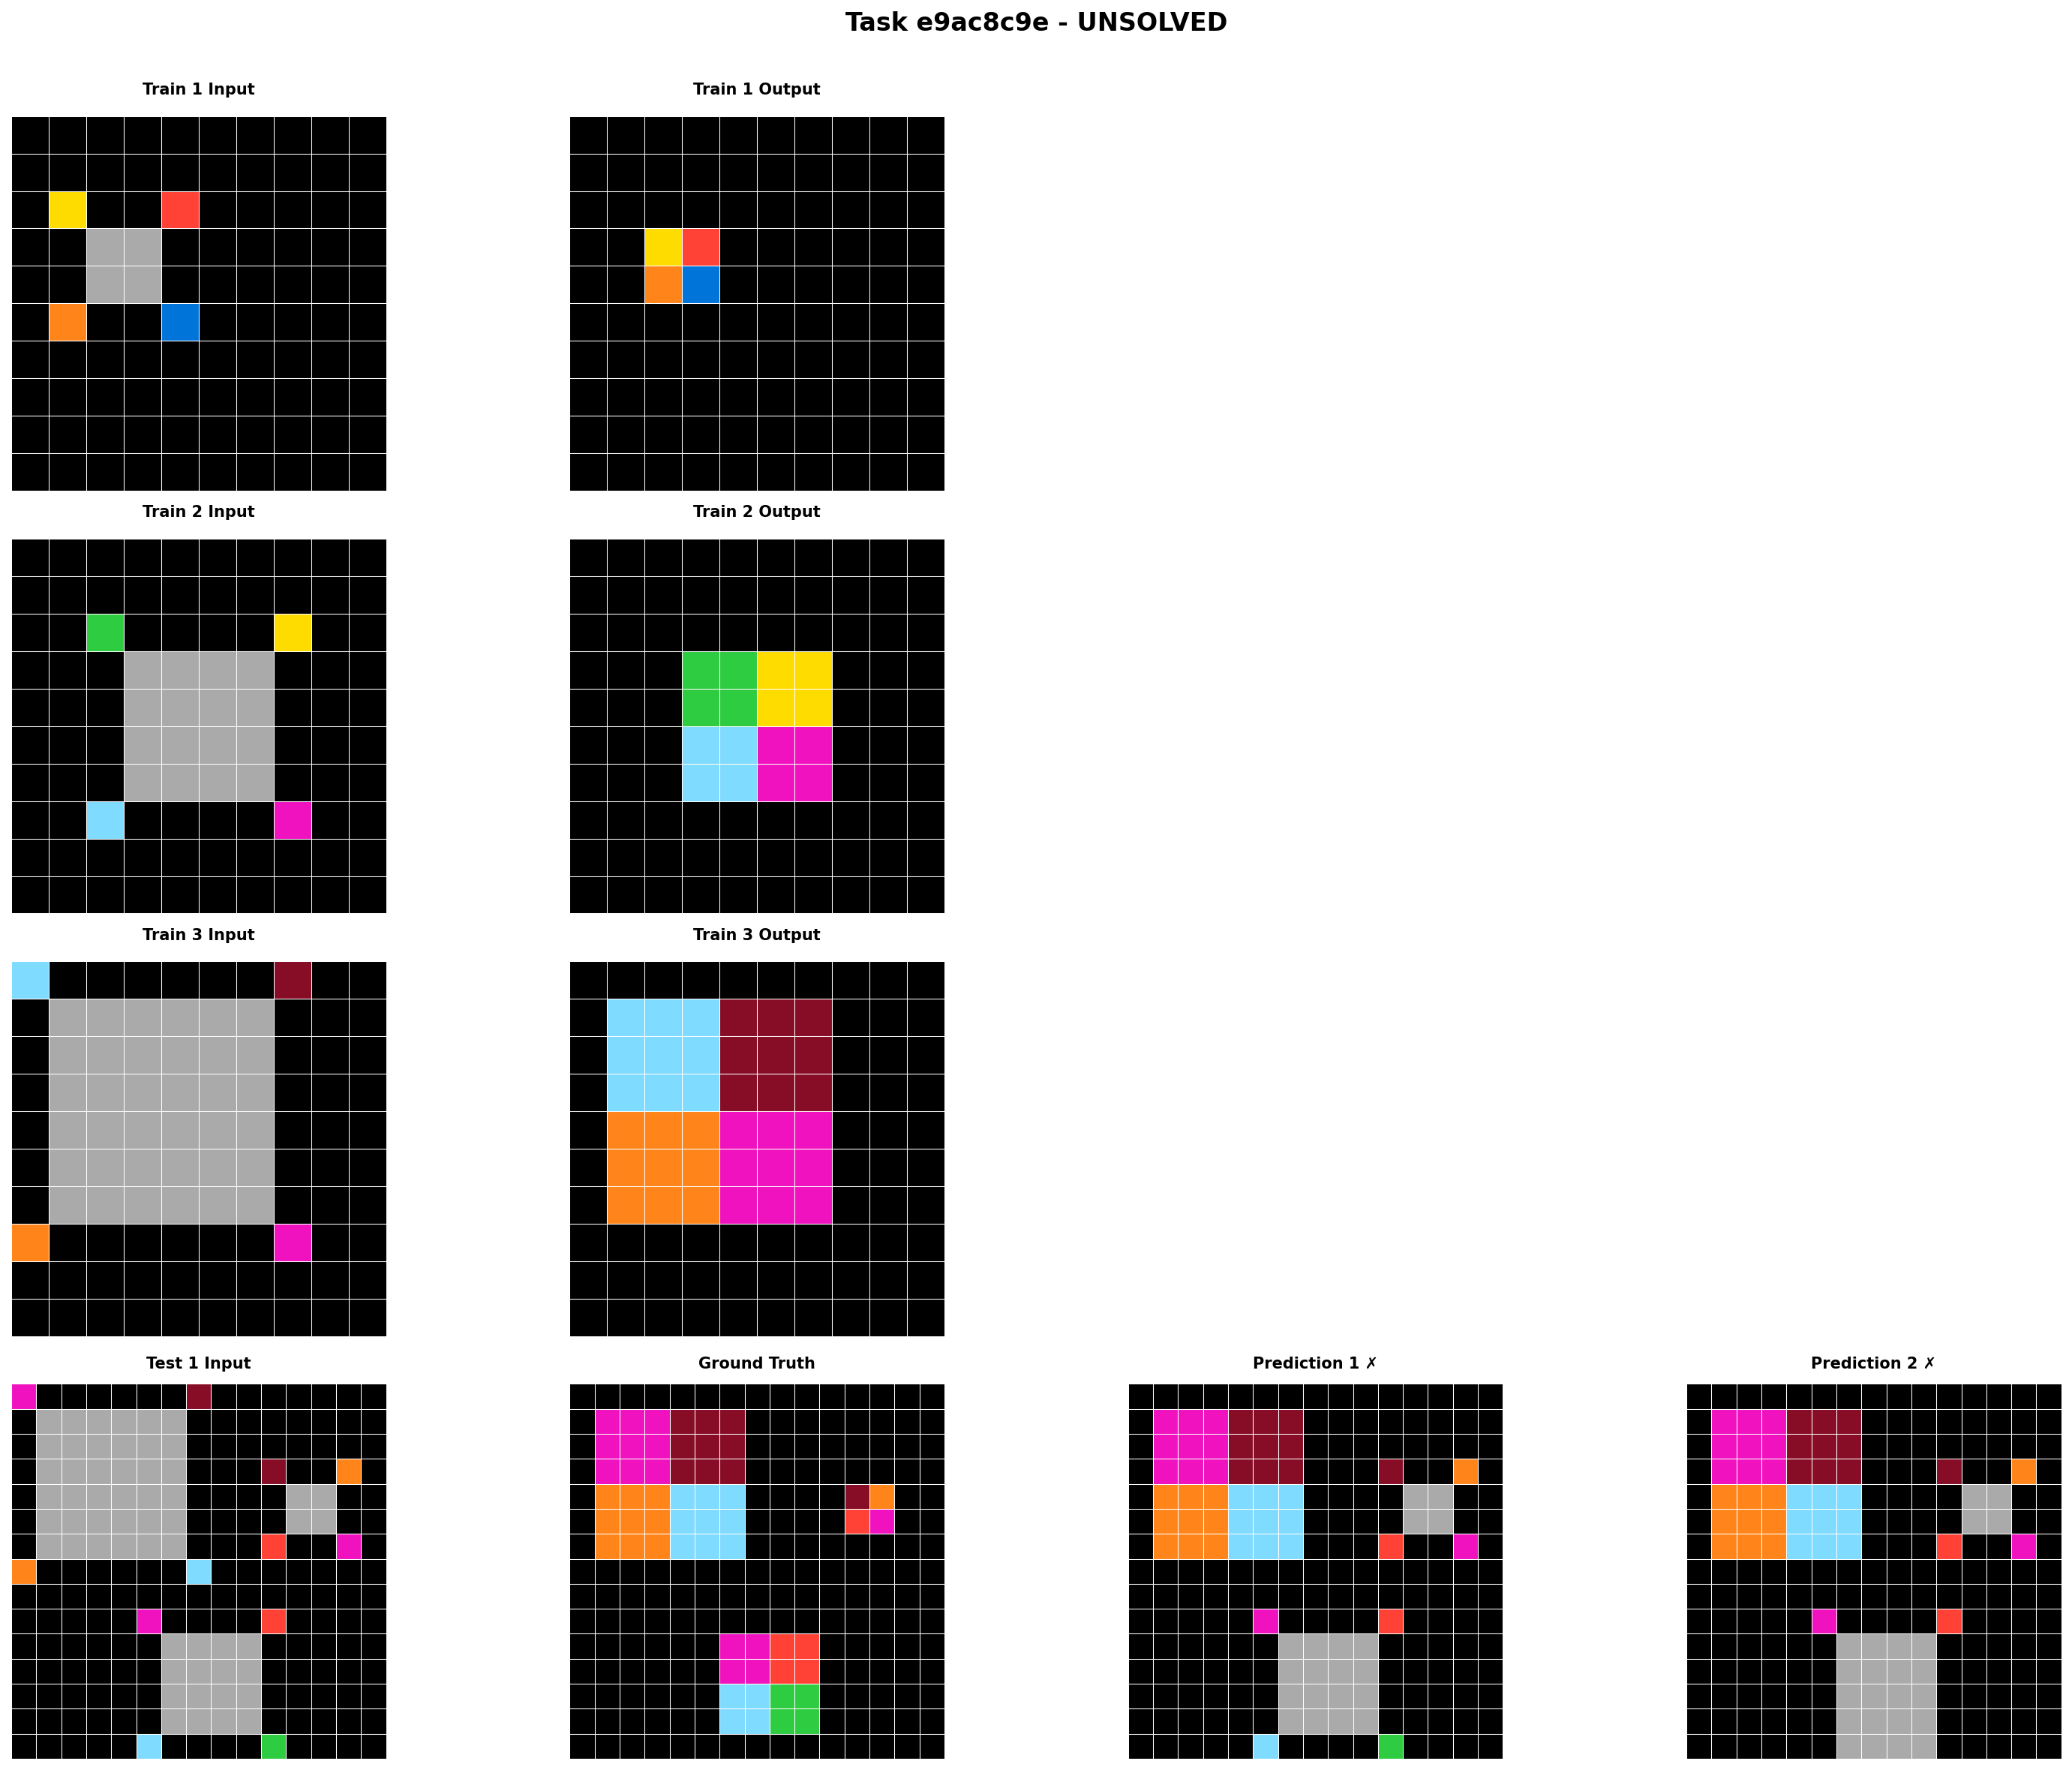 Task e9ac8c9e - UNSOLVED
Train 1 Input
Train 1 Output
Train 2 Input
Train 2 Output
Train 3 Input
Train 3 Output
Test 1 Input
Ground Truth
Prediction 1 ✗
Prediction 2 ✗